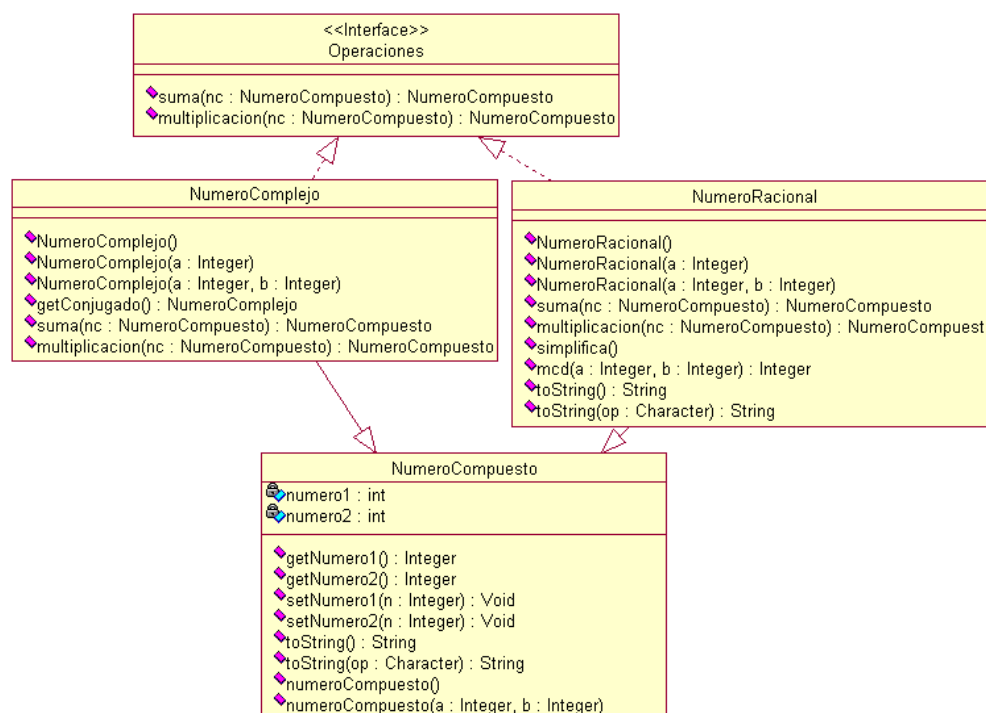 <<Interface>>
Operaciones
suma(nc : NumeroCompuesto) : NumeroCompuesto
multiplicacion(nc : NumeroCompuesto) : NumeroCompuesto
NumeroComplejo
NumeroComplejo()
NumeroComplejo(a : Integer)
NumeroComplejo(a : Integer, b : Integer)
getConjugado() : NumeroComplejo
suma(nc : NumeroCompuesto) : NumeroCompuesto
multiplicacion(nc : NumeroCompuesto) : NumeroCompuesto
NumeroRacional
NumeroRacional()
NumeroRacional(a : Integer)
NumeroRacional(a : Integer, b : Integer)
suma(nc : NumeroCompuesto) : NumeroCompuesto
multiplicacion(nc : NumeroCompuesto) : NumeroCompuest
simplifica()
mcd(a : Integer, b : Integer) : Integer
toString() : String
toString(op : Character) : String
NumeroCompuesto
numero1 : int
numero2 : int
getNumero1() : Integer
getNumero2() : Integer
setNumero1(n : Integer) : Void
setNumero2(n : Integer) : Void
toString() : String
toString(op : Character) : String
numeroCompuesto()
numeroCompuesto(a : Integer, b : Integer)